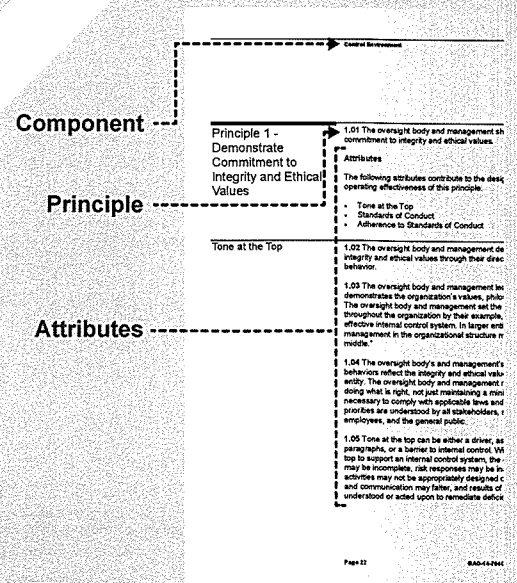 Control Environment
Component
Principle 1 -
Demonstrate
Commitment to
Integrity and Ethical
Values
1.01 The oversight body and management sh
commitment to integrity and ethical values.
Attributes
The following attributes contribute to the desig
operating effectiveness of this principle:
Principle
• Tone at the Top
• Standards of Conduct
• Adherence to Standards of Conduct
Tone at the Top
1.02 The oversight body and management de
integrity and ethical values through their direc
behavior.
1.03 The oversight body and management lea
demonstrates the organization's values, philo
The oversight body and management set the
throughout the organization by their example,
effective internal control system. In larger enti
management in the organizational structure m
middle."
Attributes
1.04 The oversight body's and management's
behaviors reflect the integrity and ethical valu
entity. The oversight body and management r
doing what is right, not just maintaining a mini
necessary to comply with applicable laws and
priorities are understood by all stakeholders, s
employees, and the general public.
1.05 Tone at the top can be either a driver, as
paragraphs, or a barrier to internal control. Wi
top to support an internal control system, the
may be incomplete, risk responses may be in
activities may not be appropriately designed o
and communication may falter, and results of
understood or acted upon to remediate deficie
Page 22